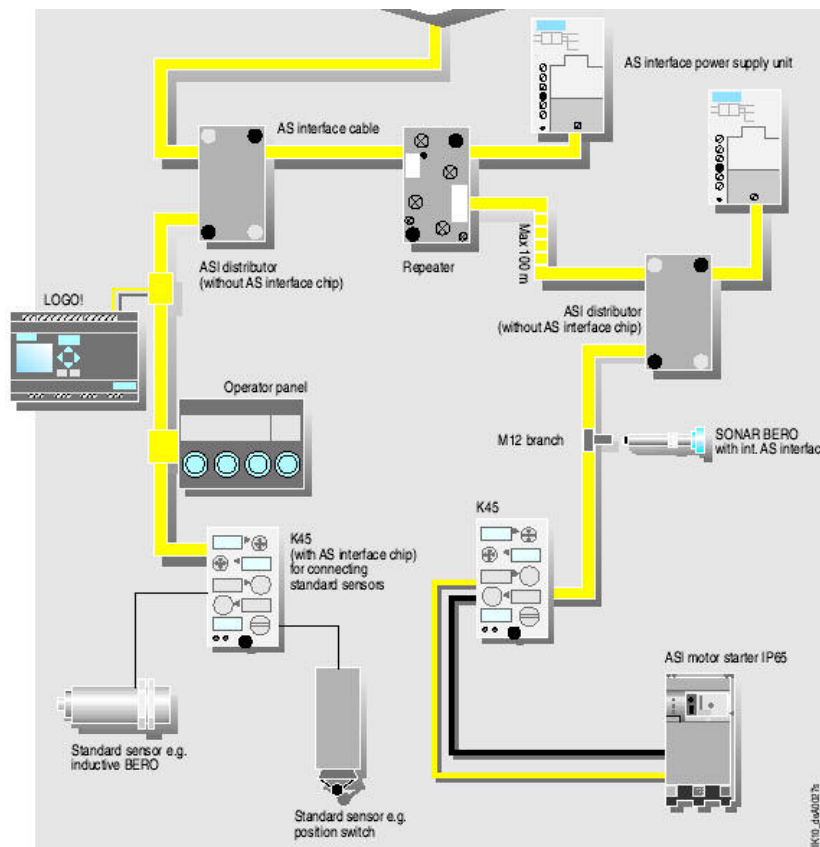 AS interface power supply unit
AS interface cable
ASI distributor
(without AS interface chip)
Repeater
Max 100 m
ASI distributor
(without AS interface chip)
LOGO!
Operator panel
M12 branch
SONAR BERO
with int. AS interface
K45
(with AS interface chip)
for connecting
standard sensors
K45
ASI motor starter IP65
Standard sensor e.g.
inductive BERO
Standard sensor e.g.
position switch